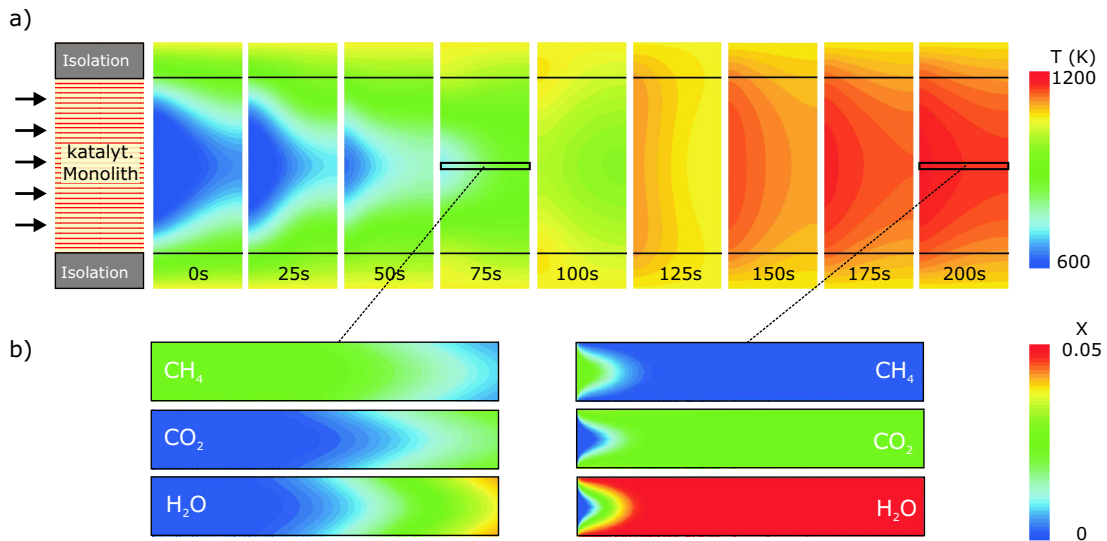 a)
Isolation
katalyt.
Monolith
Isolation
0s
25s
50s
75s
100s
125s
150s
175s
200s
T (K)
1200
600
b)
CH₄
CO₂
H₂O
CH₄
CO₂
H₂O
X
0.05
0